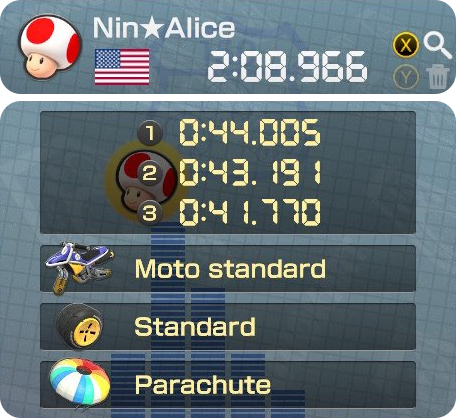 Nin★Alice
2:08.966
X
Y
1 0:44.005
2 0:43.191
3 0:41.770
Moto standard
Standard
Parachute